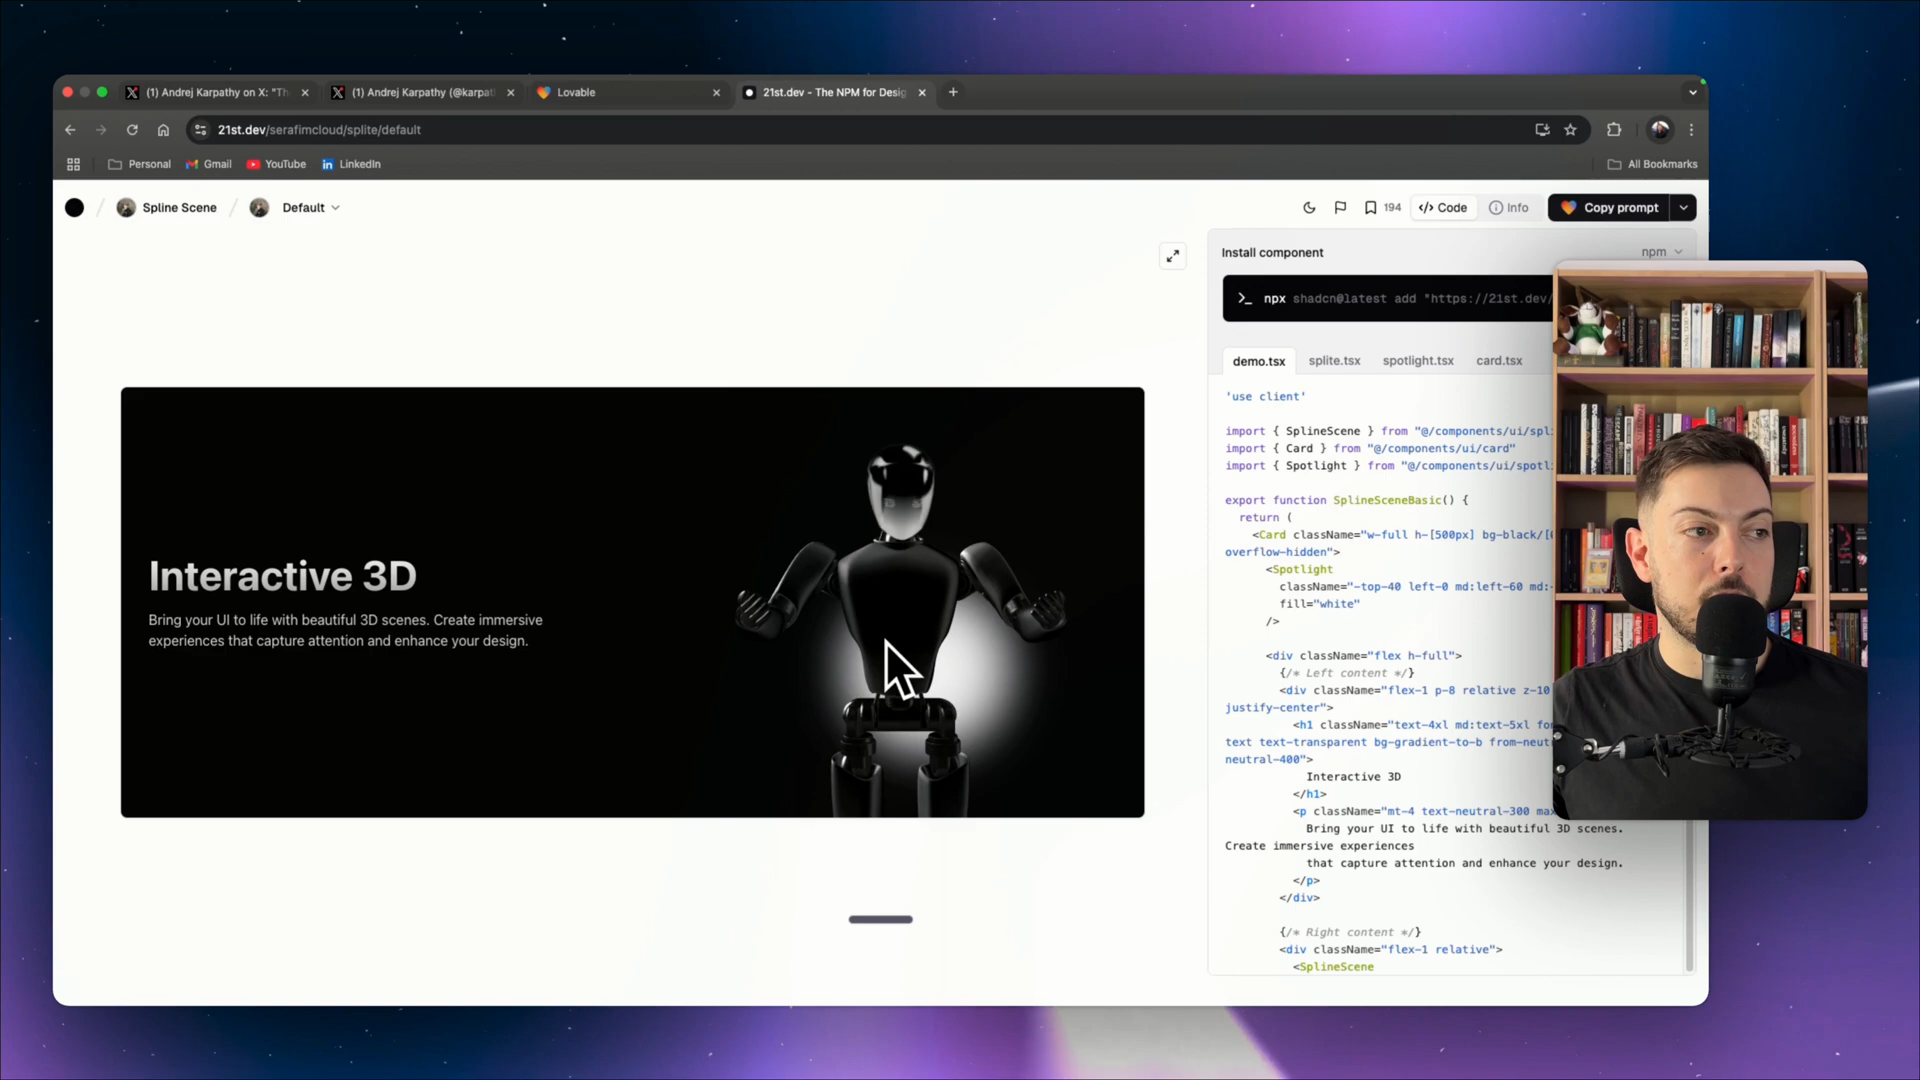 (1) Andrej Karpathy on X: "Th
(1) Andrej Karpathy (@karpat
Lovable
21st.dev - The NPM for Desig
21st.dev/serafimcloud/splite/default
Personal
Gmail
YouTube
LinkedIn
All Bookmarks
/ Spline Scene / Default
194
</> Code
Info
Copy prompt
Install component
npm
>_ npx shadcn@latest add "https://21st.dev/
demo.tsx
splite.tsx
spotlight.tsx
card.tsx
Interactive 3D
Bring your UI to life with beautiful 3D scenes. Create immersive
experiences that capture attention and enhance your design.
'use client'
import { SplineScene } from "@/components/ui/spl
import { Card } from "@/components/ui/card"
import { Spotlight } from "@/components/ui/spotl
export function SplineSceneBasic() {
return (
<Card className="w-full h-[500px] bg-black/[
overflow-hidden">
<Spotlight
className="-top-40 left-0 md:left-60 md:-
fill="white"
/>
<div className="flex h-full">
{/* Left content */}
<div className="flex-1 p-8 relative z-10
justify-center">
<h1 className="text-4xl md:text-5xl fo
text text-transparent bg-gradient-to-b from-neut
neutral-400">
Interactive 3D
</h1>
<p className="mt-4 text-neutral-300 max
Bring your UI to life with beautiful 3D scenes.
Create immersive experiences
that capture attention and enhance your design.
</p>
</div>
{/* Right content */}
<div className="flex-1 relative">
<SplineScene